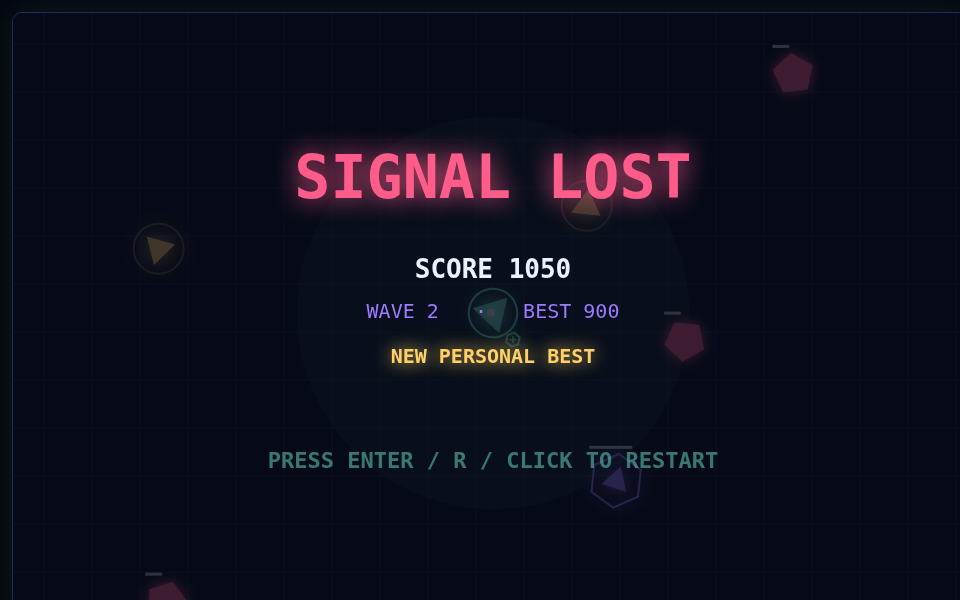 SIGNAL LOST
SCORE 1050
WAVE 2 BEST 900
NEW PERSONAL BEST
PRESS ENTER / R / CLICK TO RESTART